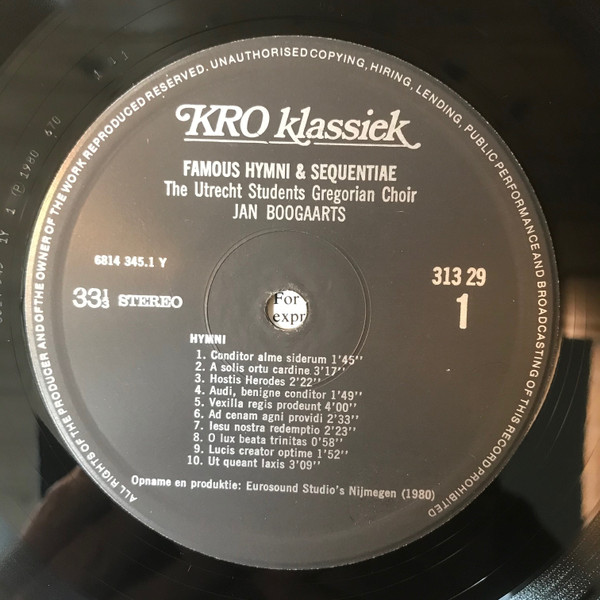 ALL RIGHTS OF THE PRODUCER AND OF THE OWNER OF THE WORK REPRODUCED RESERVED. UNAUTHORISED COPYING, HIRING, LENDING, PUBLIC PERFORMANCE AND BROADCASTING OF THIS RECORD PROHIBITED
KRO klassiek
FAMOUS HYMNI & SEQUENTIAE
The Utrecht Students Gregorian Choir
JAN BOOGAARTS
6814 345.1 Y
313 29
33⅓ STEREO
1
For
expr
HYMNI
1. Conditor alme siderum 1'45''
2. A solis ortu cardine 3'17''
3. Hostis Herodes 2'22''
4. Audi, benigne conditor 1'49''
5. Vexilla regis prodeunt 4'00''
6. Ad cenam agni providi 2'33''
7. Iesu nostra redemptio 2'23''
8. O lux beata trinitas 0'58''
9. Lucis creator optime 1'52''
10. Ut queant laxis 3'09''
Opname en produktie: Eurosound Studio's Nijmegen (1980)
1Y 1 ℗ 1980 670